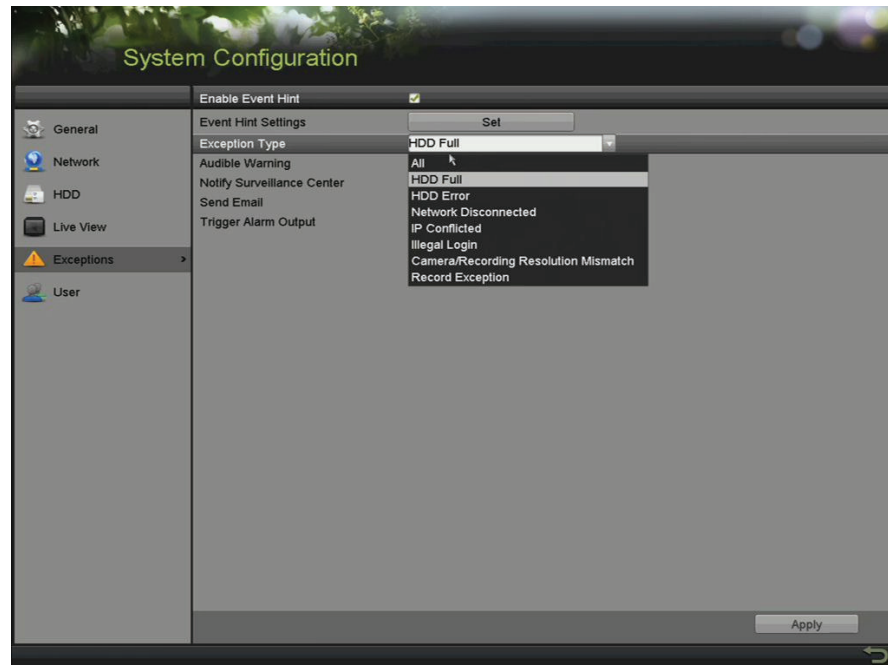 System Configuration
General
Network
HDD
Live View
Exceptions
User
Enable Event Hint
Event Hint Settings Set
Exception Type HDD Full
Audible Warning
Notify Surveillance Center
Send Email
Trigger Alarm Output
All
HDD Full
HDD Error
Network Disconnected
IP Conflicted
Illegal Login
Camera/Recording Resolution Mismatch
Record Exception
Apply